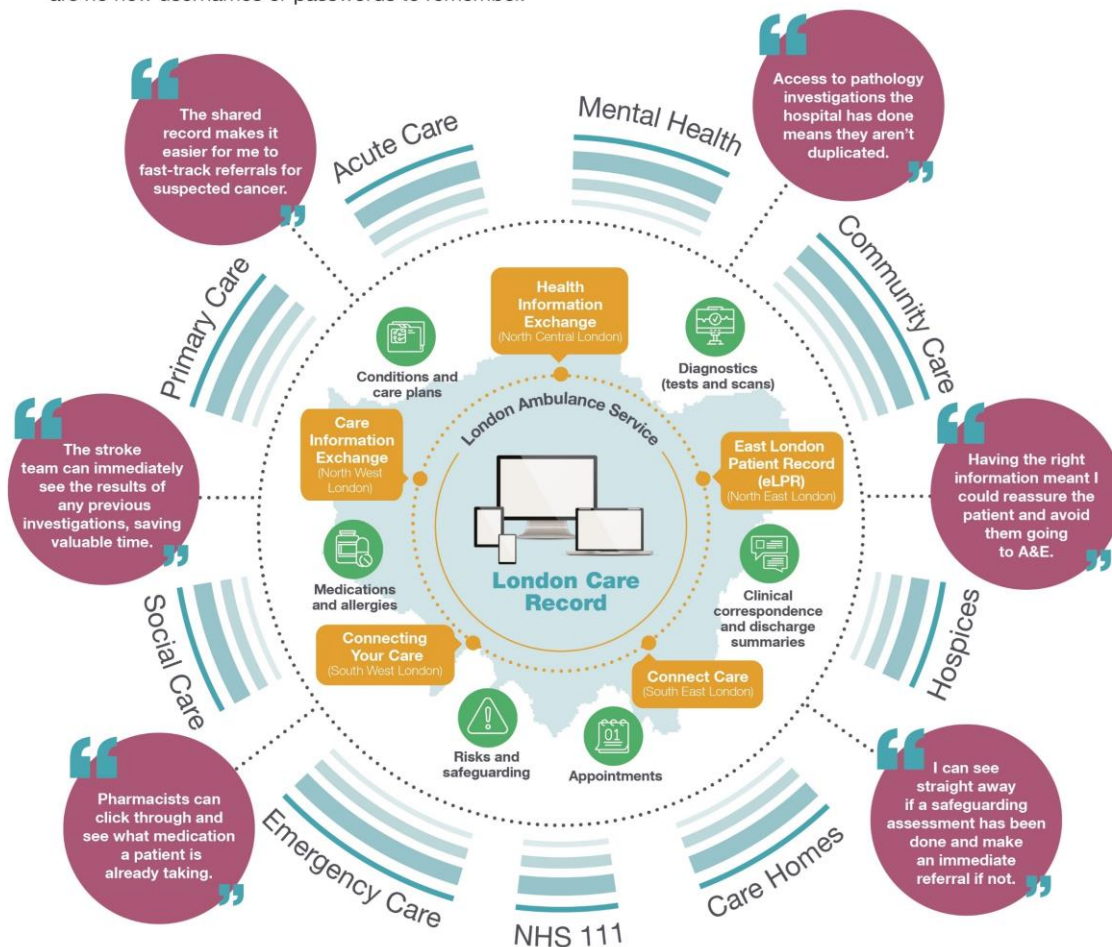 are no new usernames or passwords to remember.
Acute Care
Mental Health
The shared
record makes it
easier for me to
fast-track referrals for
suspected cancer.
Access to pathology
investigations the
hospital has done
means they aren't
duplicated.
Primary Care
Community Care
Health
Information
Exchange
(North Central London)
Conditions and
care plans
Diagnostics
(tests and scans)
London Ambulance Service
Care
Information
Exchange
(North West
London)
East London
Patient Record
(eLPR)
(North East London)
The stroke
team can immediately
see the results of
any previous
investigations, saving
valuable time.
Having the right
information meant I
could reassure the
patient and avoid
them going
to A&E.
London Care
Record
Medications
and allergies
Clinical
correspondence
and discharge
summaries
Social Care
Hospices
Connecting
Your Care
(South West London)
Connect Care
(South East London)
Risks and
safeguarding
01
Appointments
Pharmacists can
click through and
see what medication
a patient is
already taking.
I can see
straight away
if a safeguarding
assessment has been
done and make
an immediate
referral if not.
Emergency Care
NHS 111
Care Homes